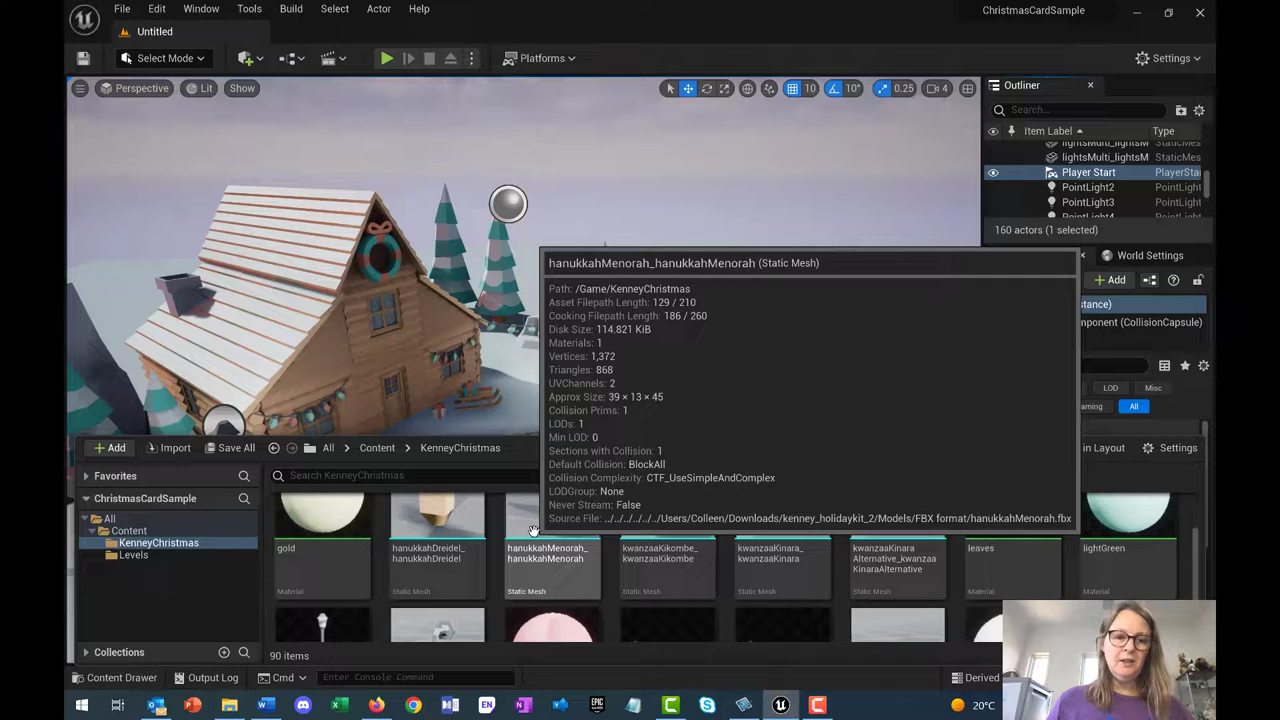 File Edit Window Tools Build Select Actor Help
ChristmasCardSample
Untitled
Select Mode
Platforms
Settings
Perspective
Lit
Show
10
10°
0.25
4
Outliner
Search...
Item Label
Type
lightsMulti_lightsM StaticMes
lightsMulti_lightsM StaticMes
Player Start PlayerSta
PointLight2 PointLight
PointLight3 PointLight
PointLight4
160 actors (1 selected)
World Settings
Add
stance)
mponent (CollisionCapsule)
LOD
Misc
aming
All
hanukkahMenorah_hanukkahMenorah (Static Mesh)
Path: /Game/KenneyChristmas
Asset Filepath Length: 129 / 210
Cooking Filepath Length: 186 / 260
Disk Size: 114.821 KiB
Materials: 1
Vertices: 1,372
Triangles: 868
UVChannels: 2
Approx Size: 39 × 13 × 45
Collision Prims: 1
LODs: 1
Min LOD: 0
Sections with Collision: 1
Default Collision: BlockAll
Collision Complexity: CTF_UseSimpleAndComplex
LODGroup: None
Never Stream: False
Source File: ../../../../../../Users/Colleen/Downloads/kenney_holidaykit_2/Models/FBX format/hanukkahMenorah.fbx
Add
Import
Save All
All
Content
KenneyChristmas
in Layout
Settings
Favorites
Search KenneyChristmas
ChristmasCardSample
All
Content
KenneyChristmas
Levels
Collections
gold
Material
hanukkahDreidel_
hanukkahDreidel
Static Mesh
hanukkahMenorah_
hanukkahMenorah
Static Mesh
kwanzaaKikombe_
kwanzaaKikombe
Static Mesh
kwanzaaKinara_
kwanzaaKinara
Static Mesh
kwanzaaKinara
Alternative_kwanzaa
KinaraAlternative
Static Mesh
leaves
Material
lightGreen
Material
90 items
Content Drawer
Output Log
Cmd
Enter Console Command
Derived
EN
EPIC
20°C